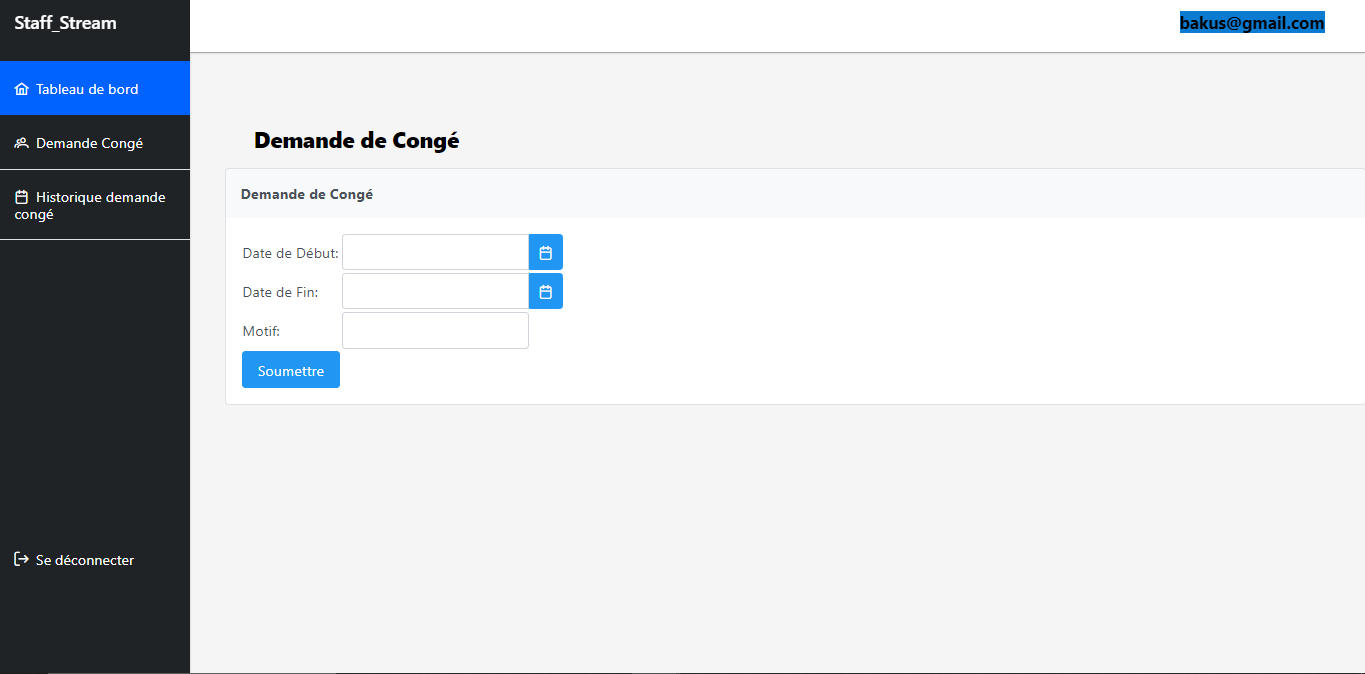 Staff_Stream
bakus@gmail.com
Tableau de bord
Demande Congé
Historique demande
congé
Se déconnecter
Demande de Congé
Demande de Congé
Date de Début:
Date de Fin:
Motif:
Soumettre